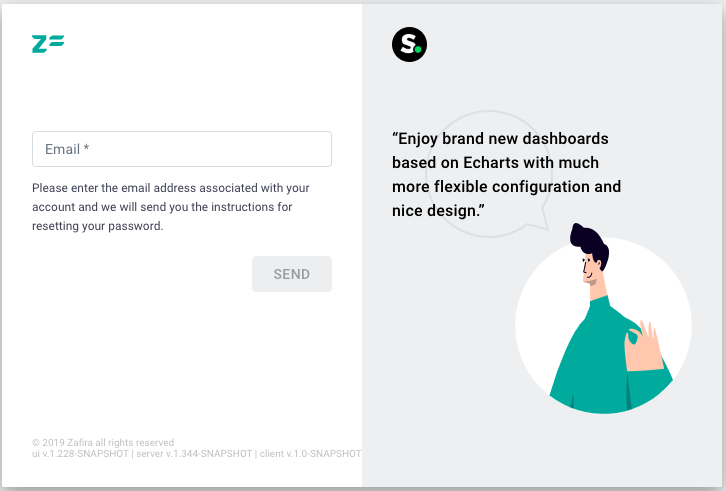 Z
S.
Email *
Please enter the email address associated with your
account and we will send you the instructions for
resetting your password.
SEND
© 2019 Zafira all rights reserved
ui v.1.228-SNAPSHOT | server v.1.344-SNAPSHOT | client v.1.0-SNAPSHOT
“Enjoy brand new dashboards
based on Echarts with much
more flexible configuration and
nice design.”